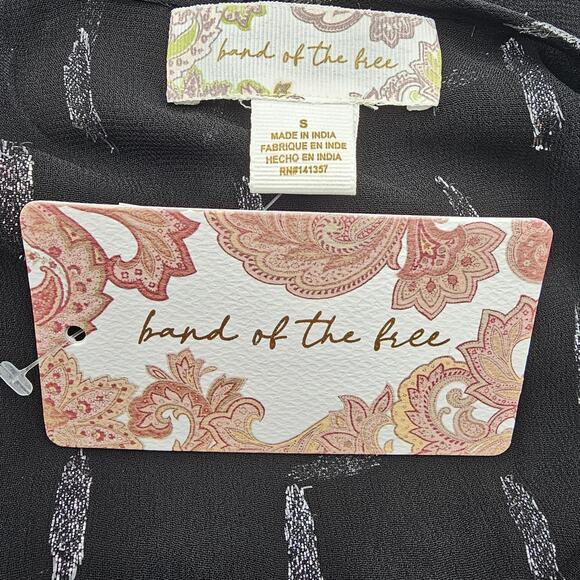 band of the free
S
MADE IN INDIA
FABRIQUE EN INDE
HECHO EN INDIA
RN#141357
band of the free